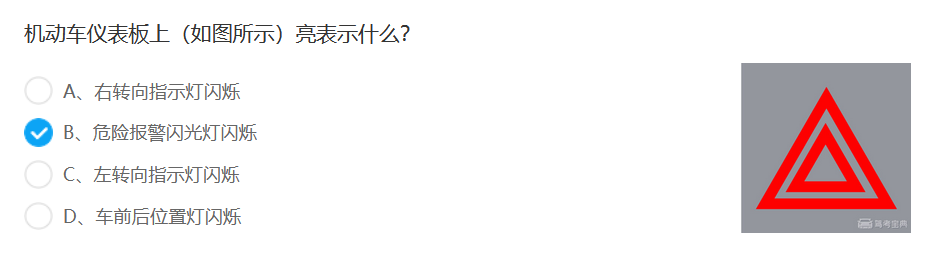 机动车仪表板上（如图所示）亮表示什么?
A、右转向指示灯闪烁
B、危险报警闪光灯闪烁
C、左转向指示灯闪烁
D、车前后位置灯闪烁
驾考宝典